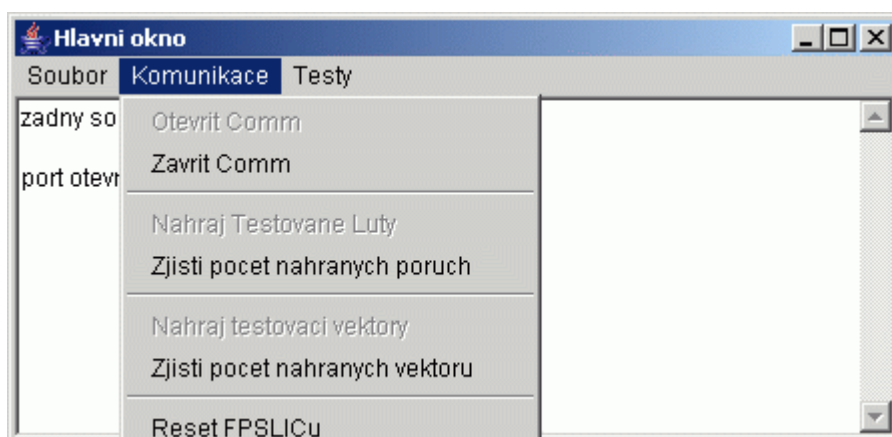 Hlavni okno
Soubor Komunikace Testy
zadny so
port otevr
Otevrit Comm
Zavrit Comm
Nahraj Testovane Luty
Zjisti pocet nahranych poruch
Nahraj testovaci vektory
Zjisti pocet nahranych vektoru
Reset FPSLICu